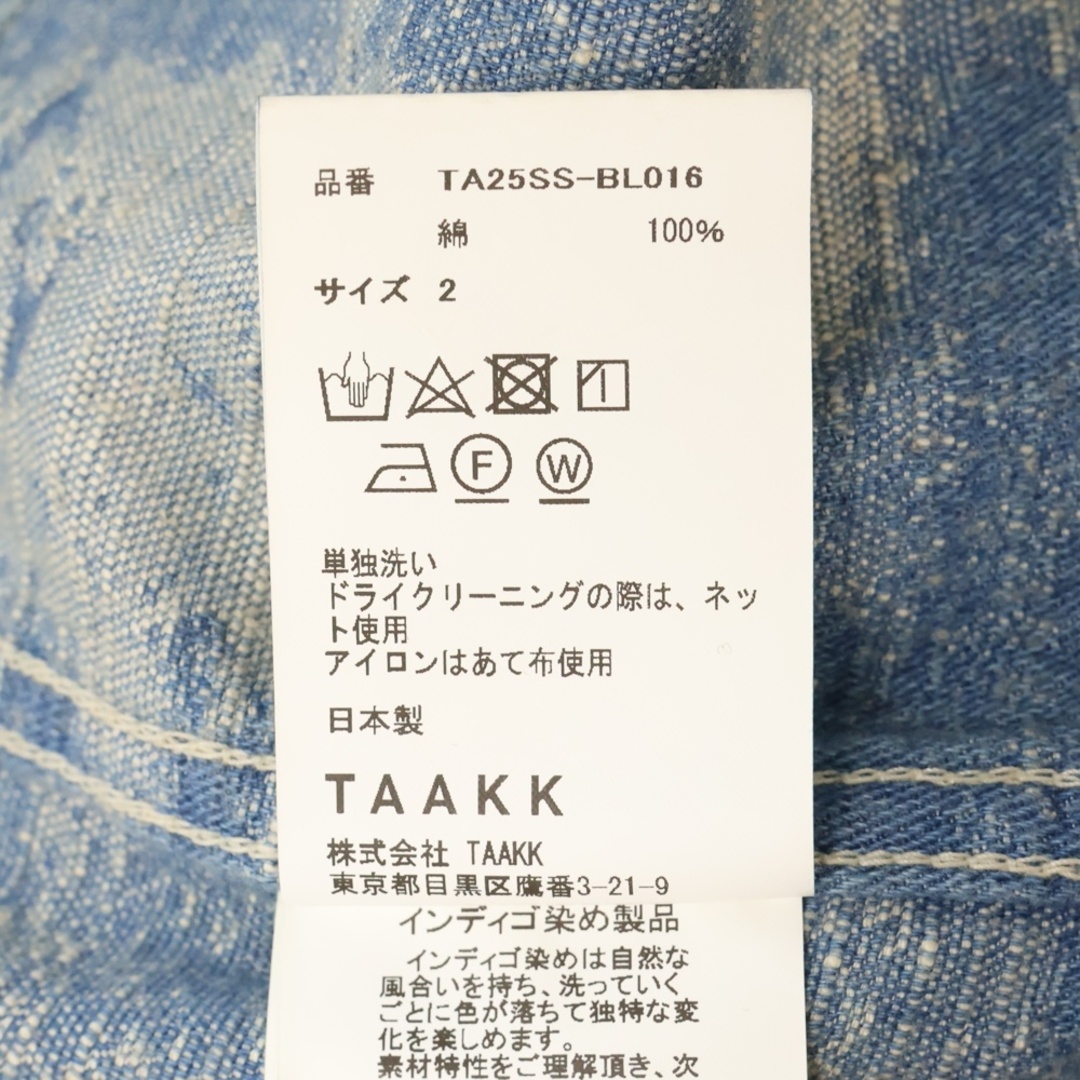 品番 TA25SS-BL016
綿 100%
サイズ 2
F W
単独洗い
ドライクリーニングの際は、ネッ
ト使用
アイロンはあて布使用
日本製
TAAKK
株式会社 TAAKK
東京都目黒区鷹番3-21-9
インディゴ染め製品
インディゴ染めは自然な
風合いを持ち、洗っていく
ごとに色が落ちて独特な変
化を楽しめます。
素材特性をご理解頂き、次